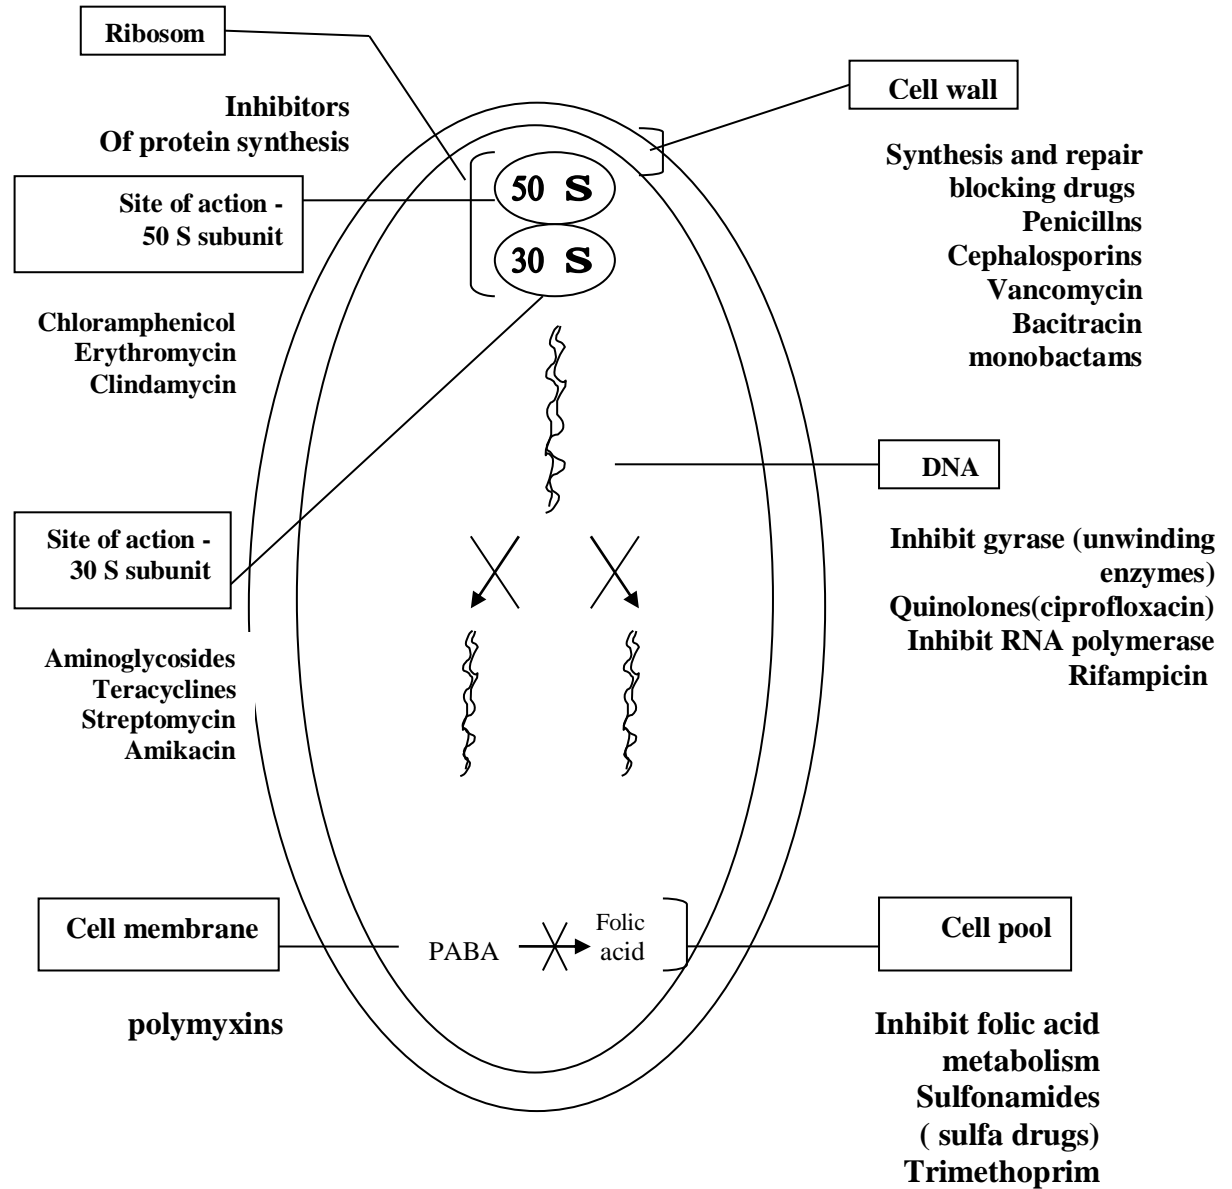 Ribosom
Inhibitors
Of protein synthesis
Site of action -
50 S subunit
Chloramphenicol
Erythromycin
Clindamycin
Site of action -
30 S subunit
Aminoglycosides
Teracyclines
Streptomycin
Amikacin
Cell membrane
polymyxins
50 S
30 S
PABA
Folic
acid
Cell wall
Synthesis and repair
blocking drugs
Penicillns
Cephalosporins
Vancomycin
Bacitracin
monobactams
DNA
Inhibit gyrase (unwinding
enzymes)
Quinolones(ciprofloxacin)
Inhibit RNA polymerase
Rifampicin
Cell pool
Inhibit folic acid
metabolism
Sulfonamides
( sulfa drugs)
Trimethoprim